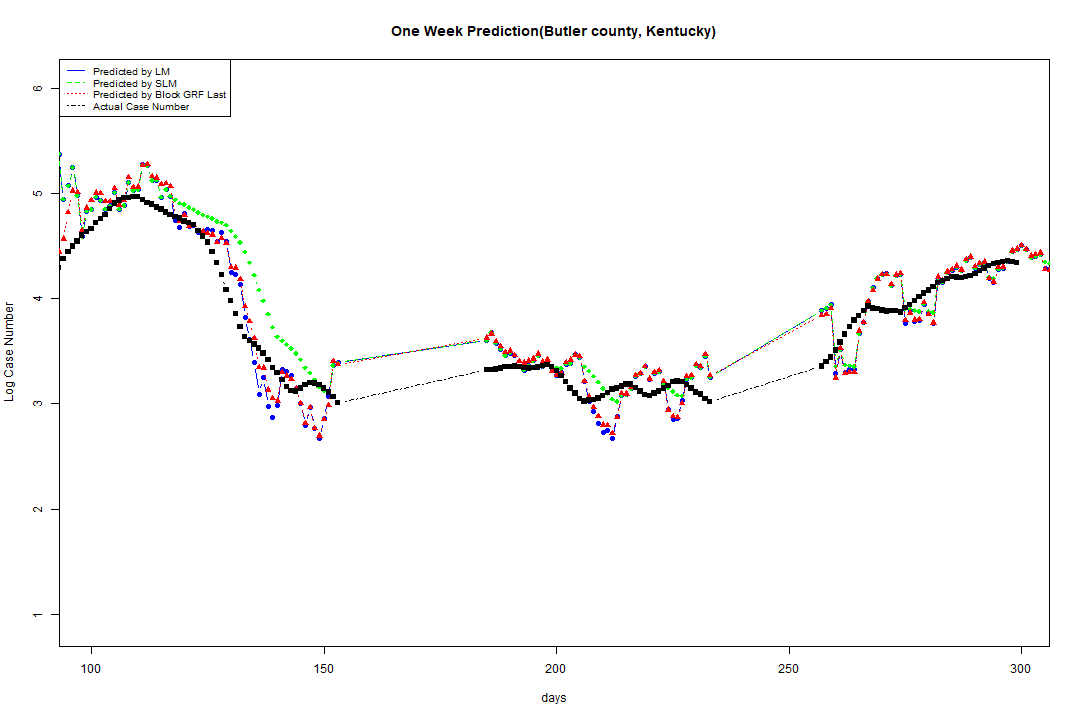 One Week Prediction(Butler county, Kentucky)
Predicted by LM
Predicted by SLM
Predicted by Block GRF Last
Actual Case Number
6
5
4
3
2
1
Log Case Number
100 150 200 250 300
days